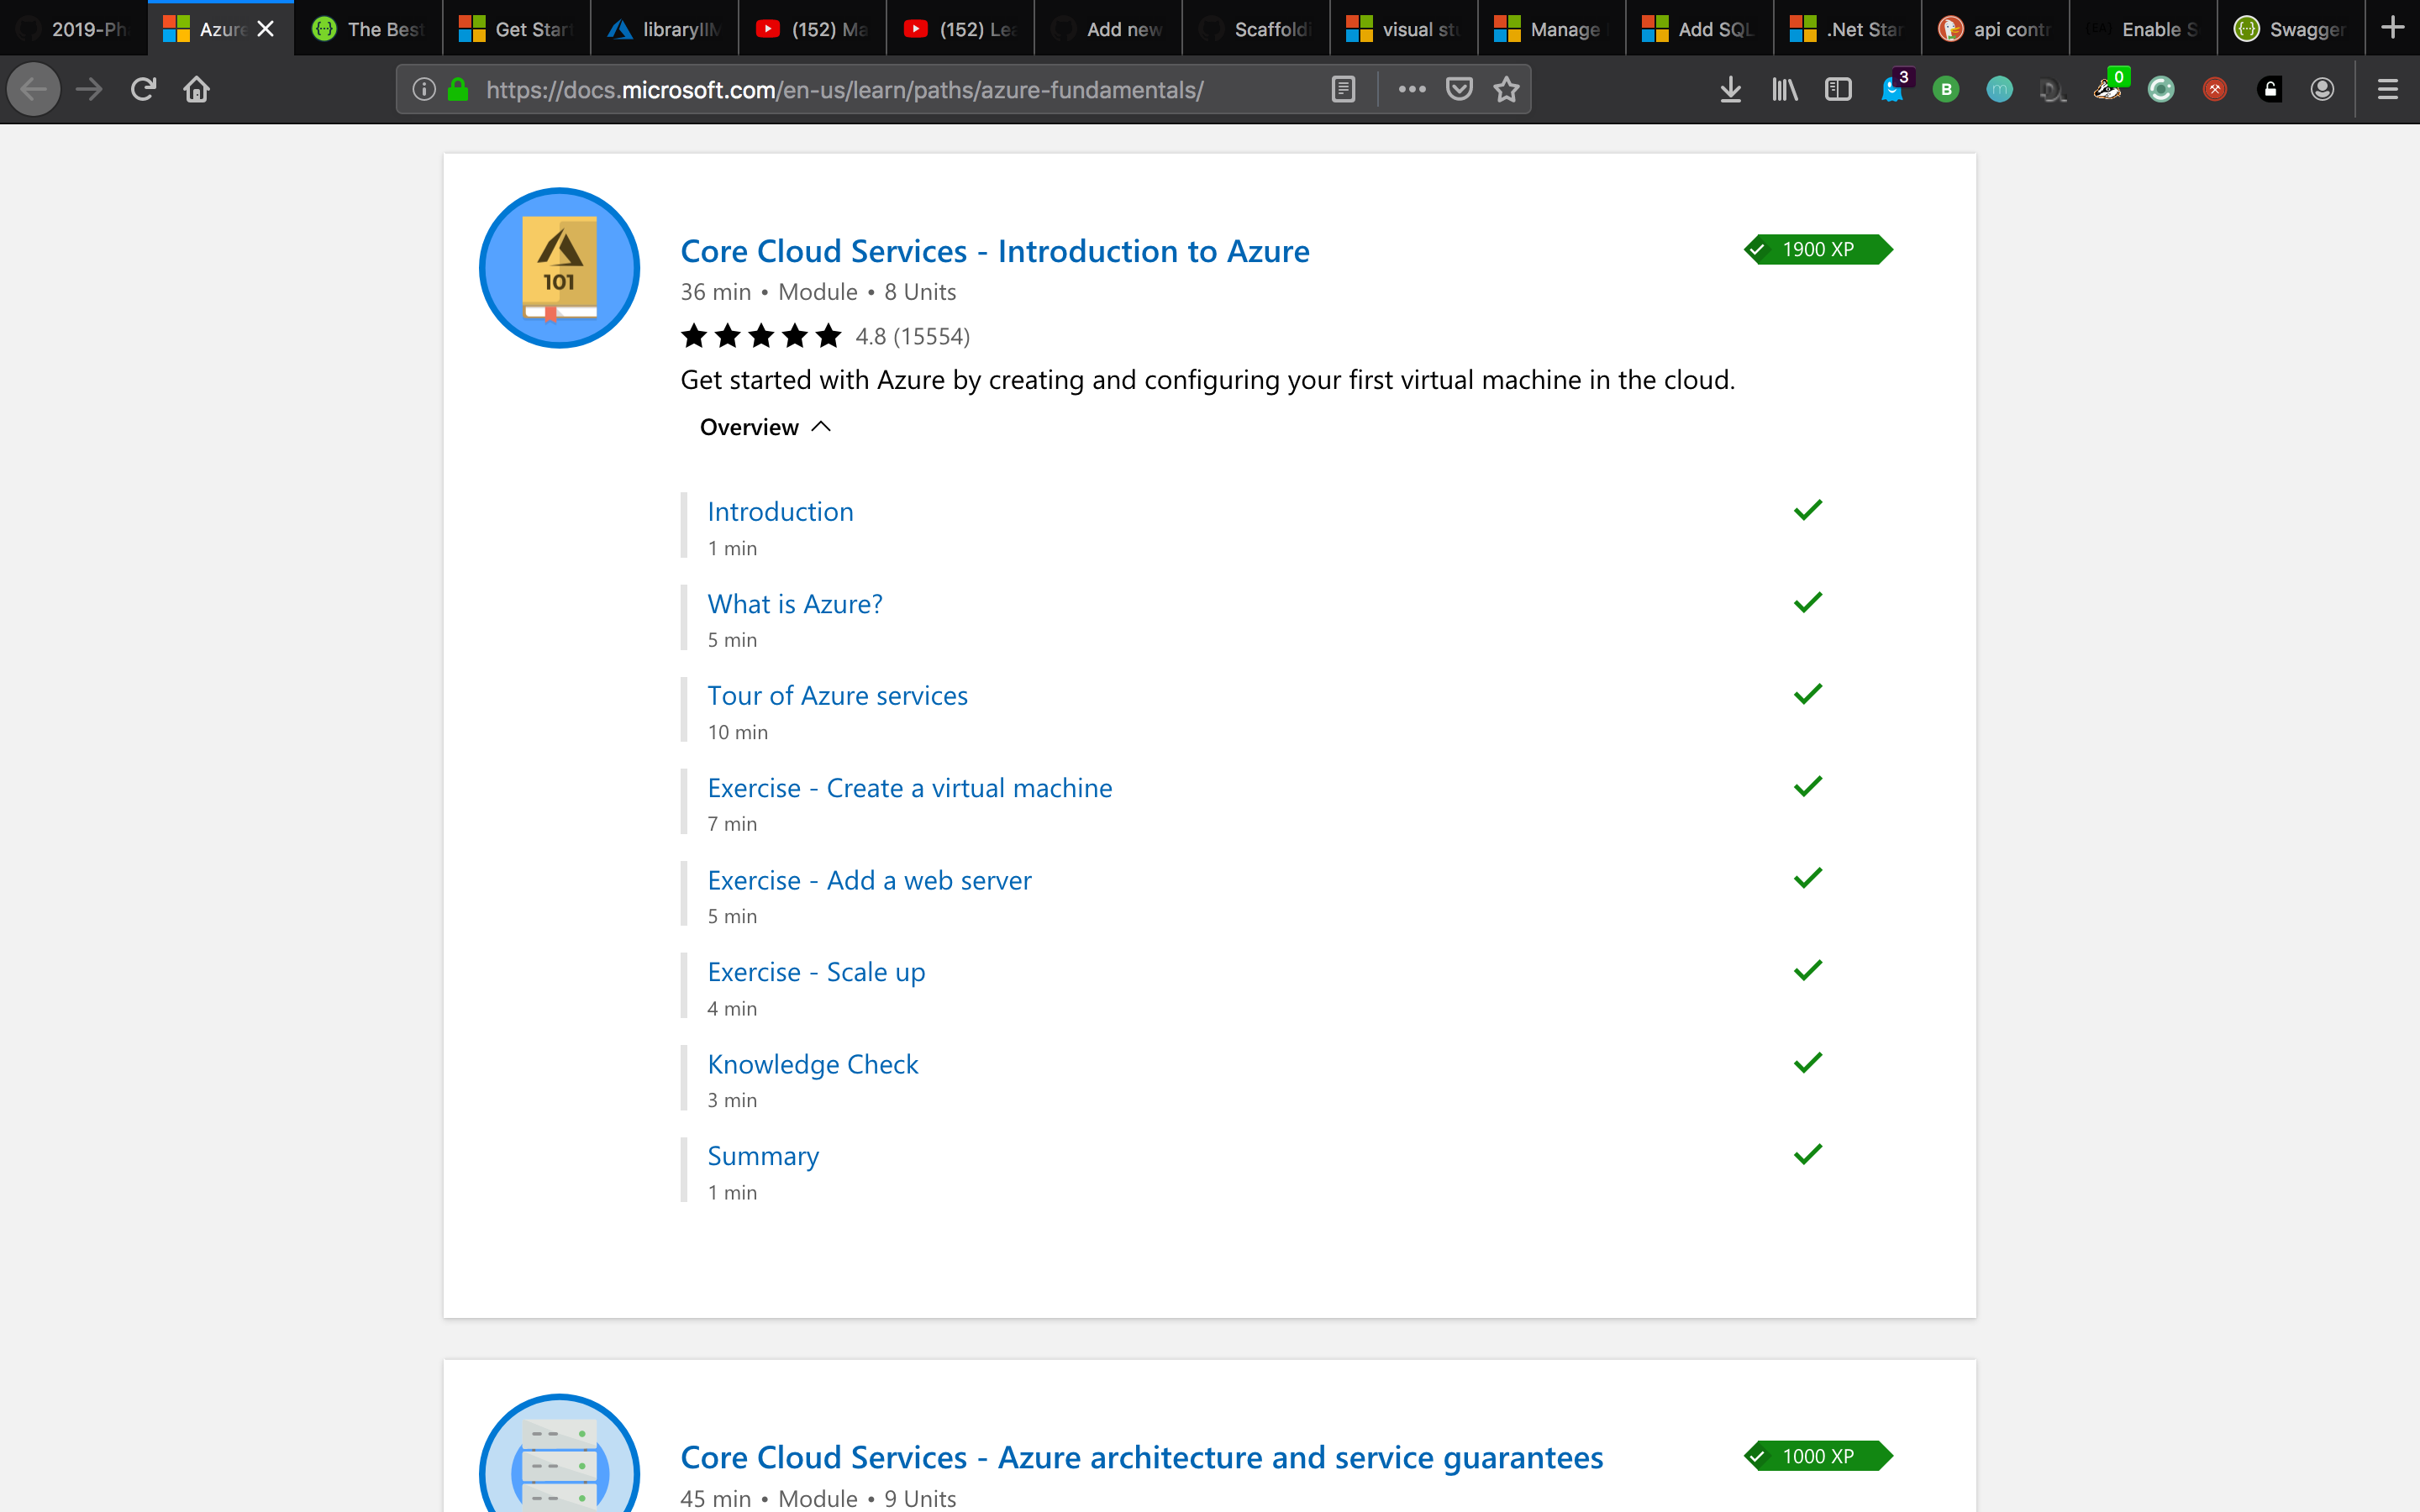 2019-Ph
Azure
The Best
Get Star
libraryIIM
(152) Ma
(152) Lea
Add new
Scaffoldi
visual stu
Manage
Add SQL
.Net Star
api contr
Enable S
Swagger
https://docs.microsoft.com/en-us/learn/paths/azure-fundamentals/
3
B
m
0
101
Core Cloud Services - Introduction to Azure
1900 XP
36 min • Module • 8 Units
4.8 (15554)
Get started with Azure by creating and configuring your first virtual machine in the cloud.
Overview
Introduction
1 min
What is Azure?
5 min
Tour of Azure services
10 min
Exercise - Create a virtual machine
7 min
Exercise - Add a web server
5 min
Exercise - Scale up
4 min
Knowledge Check
3 min
Summary
1 min
Core Cloud Services - Azure architecture and service guarantees
1000 XP
45 min • Module • 9 Units